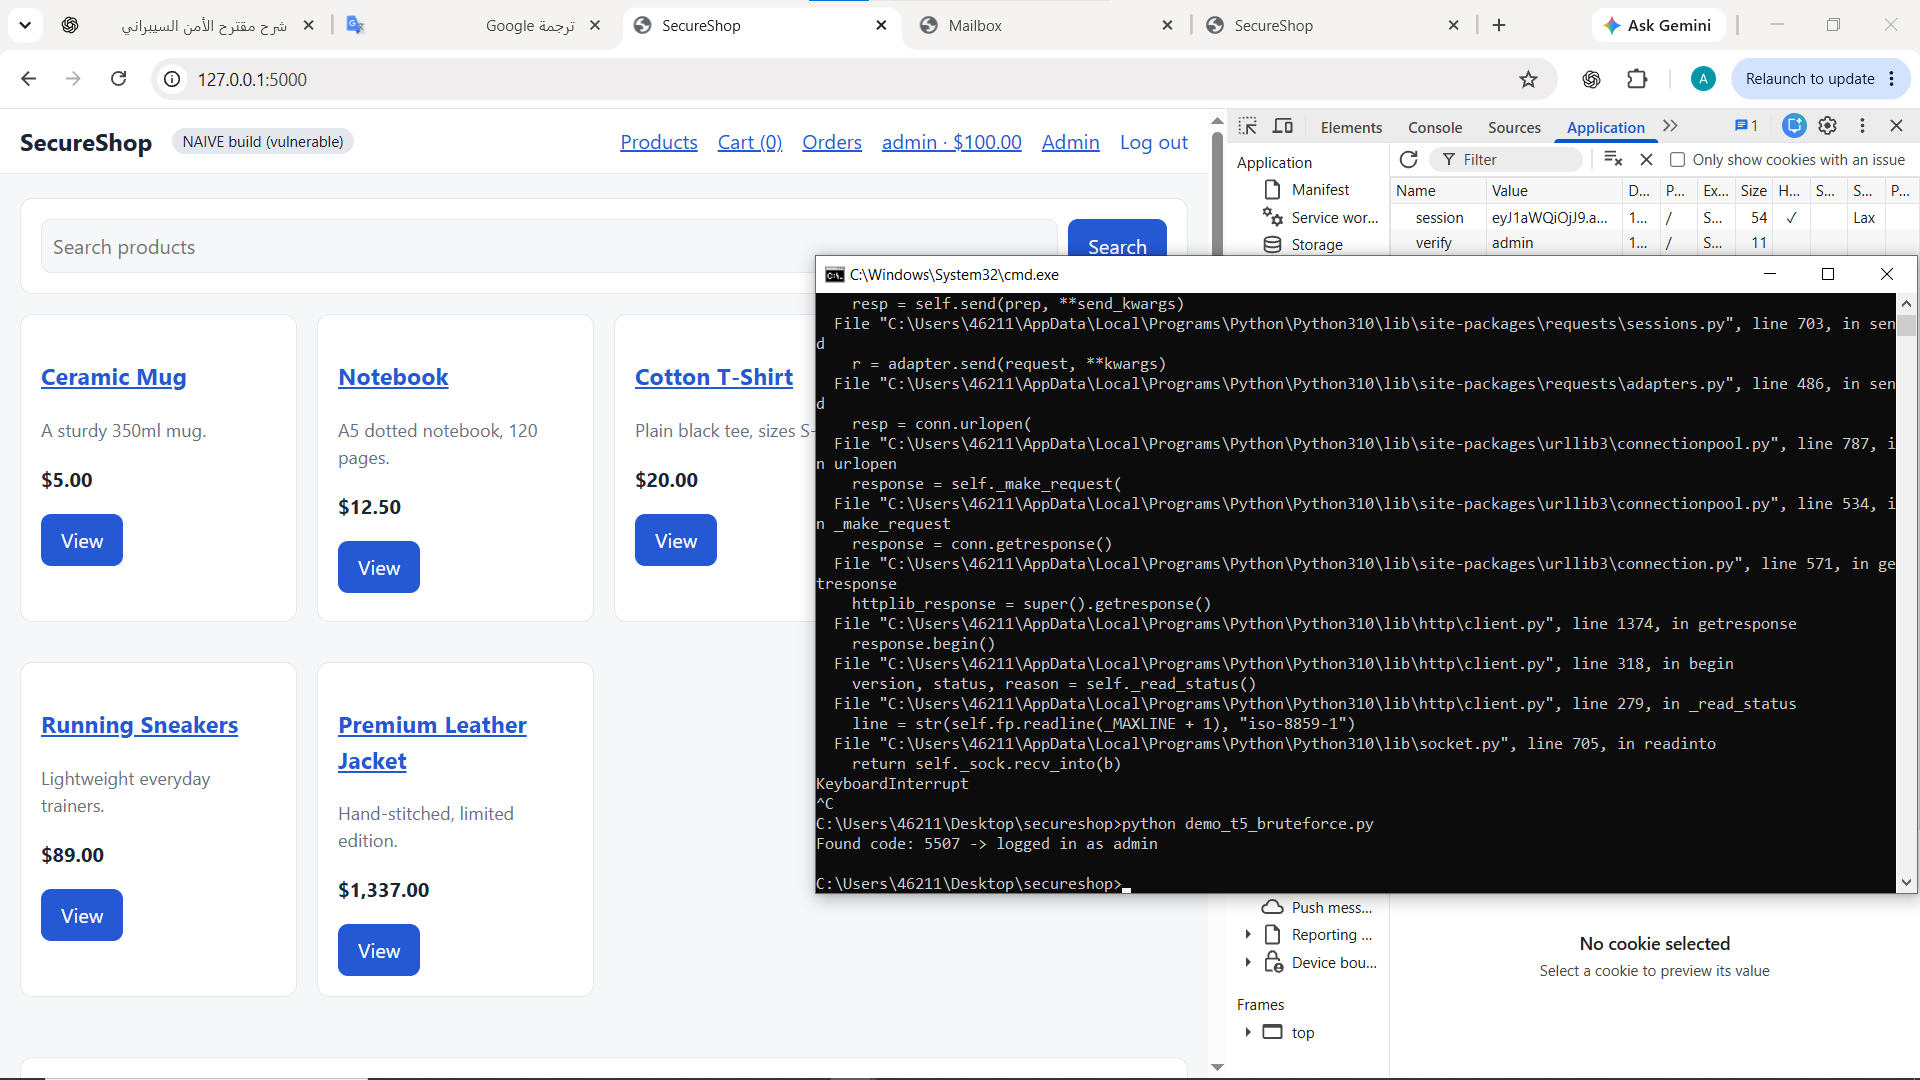 شرح مقترح الأمن السيبراني
ترجمة Google
SecureShop
Mailbox
SecureShop
Ask Gemini
127.0.0.1:5000
A
Relaunch to update
SecureShop
NAIVE build (vulnerable)
Products
Cart (0)
Orders
admin · $100.00
Admin
Log out
Search products
Search
Ceramic Mug
A sturdy 350ml mug.
$5.00
View
Notebook
A5 dotted notebook, 120
pages.
$12.50
View
Cotton T-Shirt
Plain black tee, sizes S-
$20.00
View
Running Sneakers
Lightweight everyday
trainers.
$89.00
View
Premium Leather
Jacket
Hand-stitched, limited
edition.
$1,337.00
View
Elements
Console
Sources
Application
1
Application
Manifest
Service wor...
Storage
Filter
Only show cookies with an issue
Name Value D... P... Ex... Size H... S... S... P...
session eyJ1aWQiOjJ9.a... 1... / S... 54 ✓ Lax
verify admin 1... / S... 11
C:\Windows\System32\cmd.exe
    resp = self.send(prep, **send_kwargs)
  File "C:\Users\46211\AppData\Local\Programs\Python\Python310\lib\site-packages\requests\sessions.py", line 703, in sen
d
    r = adapter.send(request, **kwargs)
  File "C:\Users\46211\AppData\Local\Programs\Python\Python310\lib\site-packages\requests\adapters.py", line 486, in sen
d
    resp = conn.urlopen(
  File "C:\Users\46211\AppData\Local\Programs\Python\Python310\lib\site-packages\urllib3\connectionpool.py", line 787, i
n urlopen
    response = self._make_request(
  File "C:\Users\46211\AppData\Local\Programs\Python\Python310\lib\site-packages\urllib3\connectionpool.py", line 534, i
n _make_request
    response = conn.getresponse()
  File "C:\Users\46211\AppData\Local\Programs\Python\Python310\lib\site-packages\urllib3\connection.py", line 571, in ge
tresponse
    httplib_response = super().getresponse()
  File "C:\Users\46211\AppData\Local\Programs\Python\Python310\lib\http\client.py", line 1374, in getresponse
    response.begin()
  File "C:\Users\46211\AppData\Local\Programs\Python\Python310\lib\http\client.py", line 318, in begin
    version, status, reason = self._read_status()
  File "C:\Users\46211\AppData\Local\Programs\Python\Python310\lib\http\client.py", line 279, in _read_status
    line = str(self.fp.readline(_MAXLINE + 1), "iso-8859-1")
  File "C:\Users\46211\AppData\Local\Programs\Python\Python310\lib\socket.py", line 705, in readinto
    return self._sock.recv_into(b)
KeyboardInterrupt
^C
C:\Users\46211\Desktop\secureshop>python demo_t5_bruteforce.py
Found code: 5507 -> logged in as admin
C:\Users\46211\Desktop\secureshop>
Push mess...
Reporting ...
Device bou...
Frames
top
No cookie selected
Select a cookie to preview its value